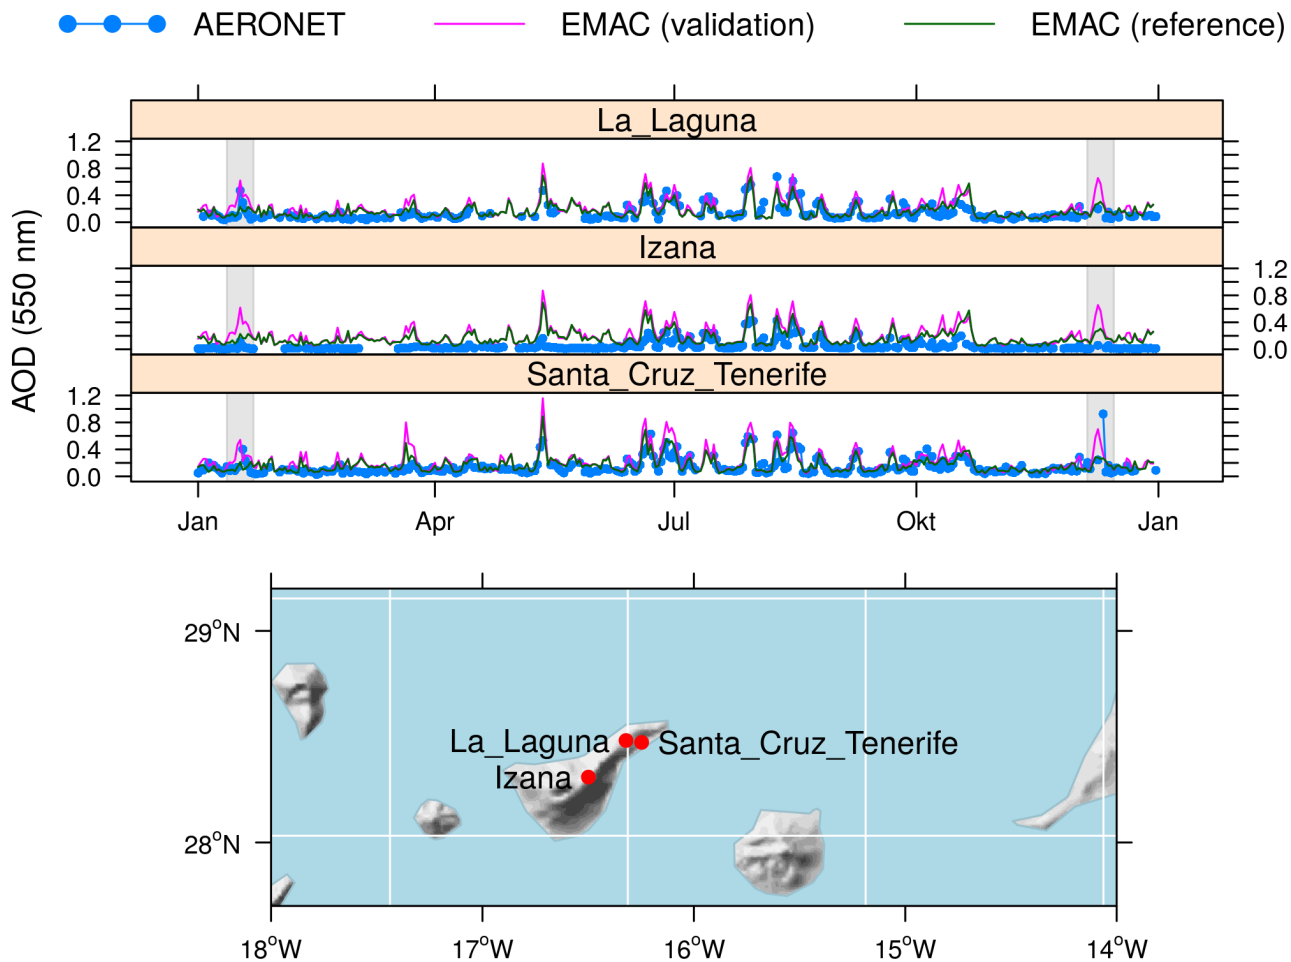 AERONET EMAC (validation) EMAC (reference)
La_Laguna
1.2
0.8
0.4
0.0
Izana
1.2
0.8
0.4
0.0
Santa_Cruz_Tenerife
1.2
0.8
0.4
0.0
AOD (550 nm)
Jan Apr Jul Okt Jan
29°N
28°N
La_Laguna Santa_Cruz_Tenerife
Izana
18°W 17°W 16°W 15°W 14°W